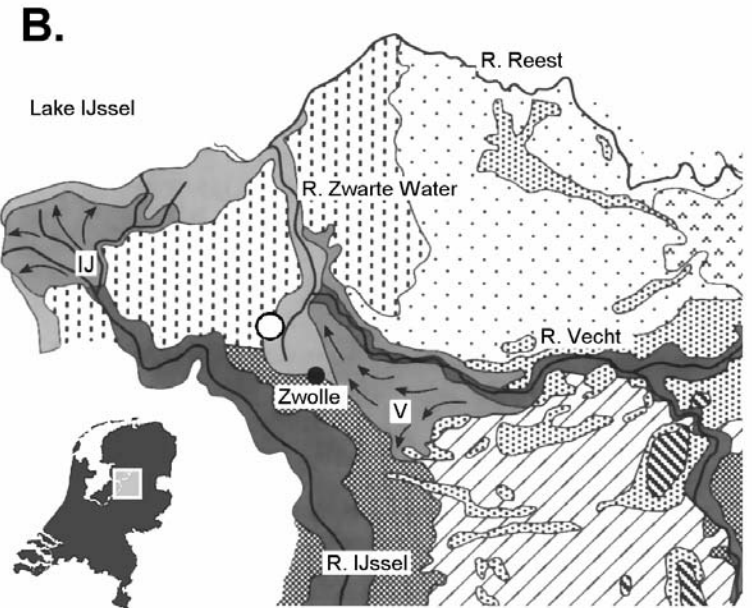 B.
R. Reest
Lake IJssel
R. Zwarte Water
IJ
R. Vecht
Zwolle
V
R. IJssel